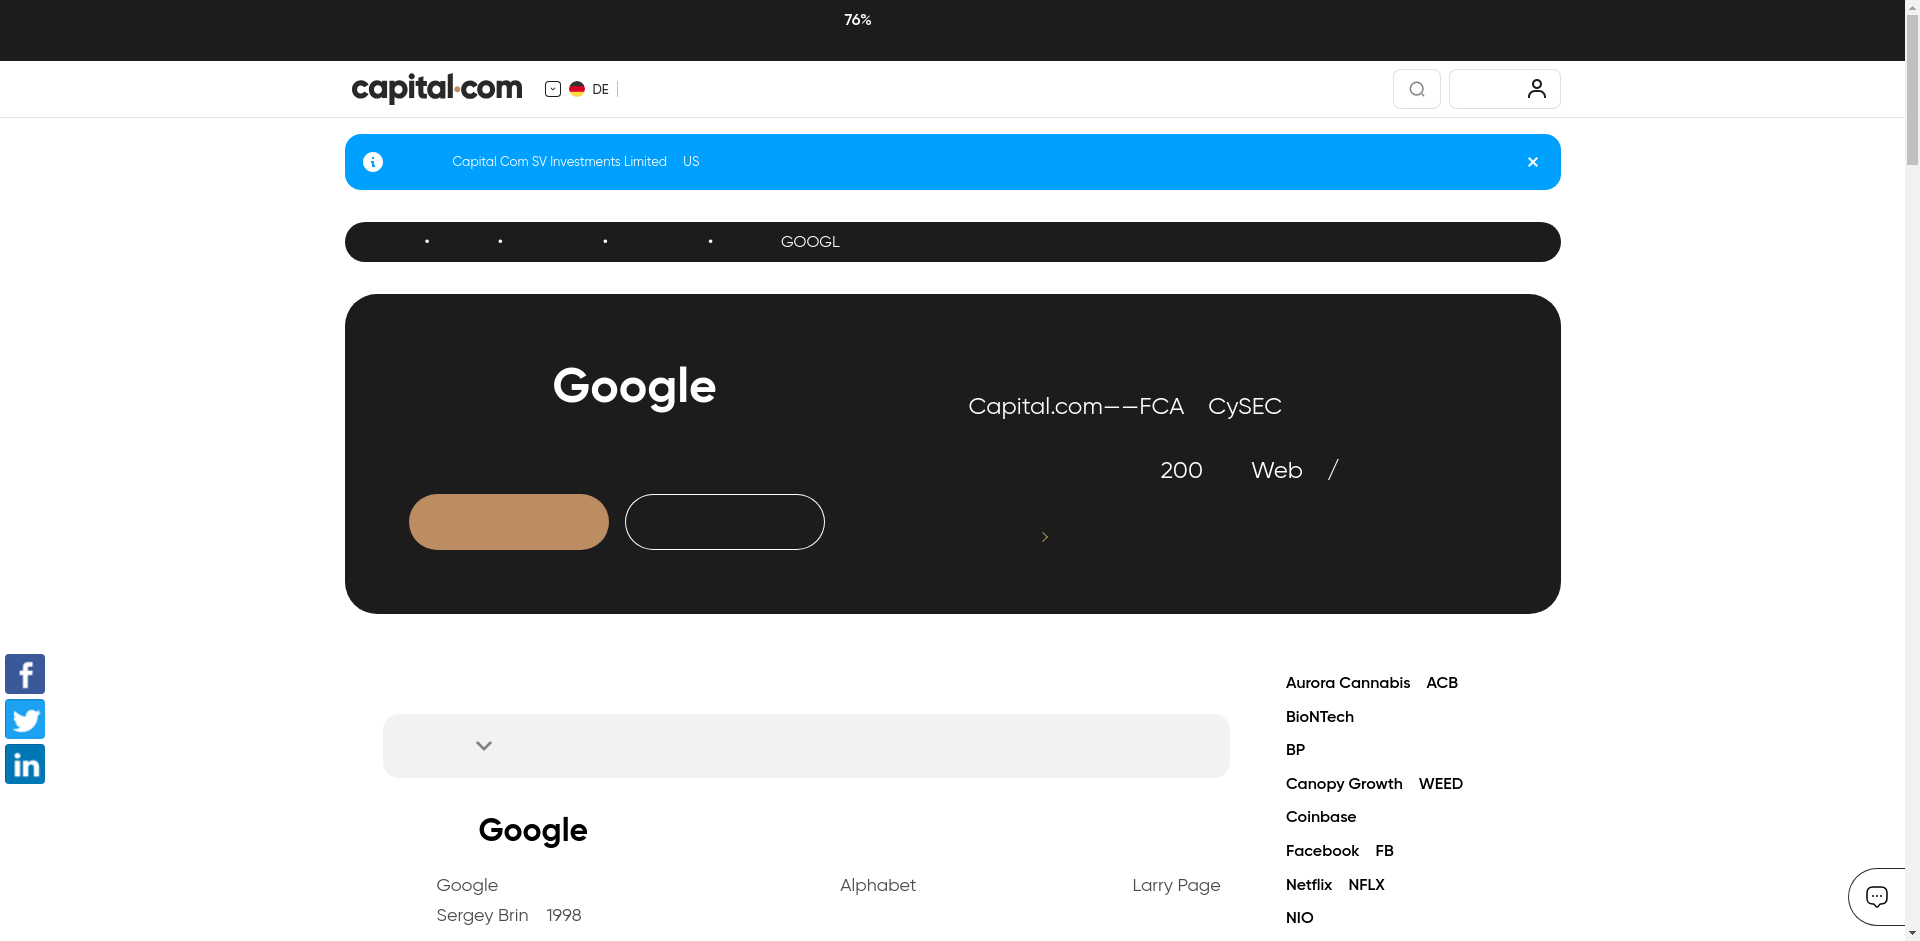 76%
capital.com
DE
Capital Com SV Investments Limited US
• • • • GOOGL
Google
Capital.com——FCA CySEC
200 Web /
Aurora Cannabis ACB
BioNTech
BP
Canopy Growth WEED
Coinbase
Facebook FB
Netflix NFLX
NIO
Google
Google Alphabet Larry Page
Sergey Brin 1998